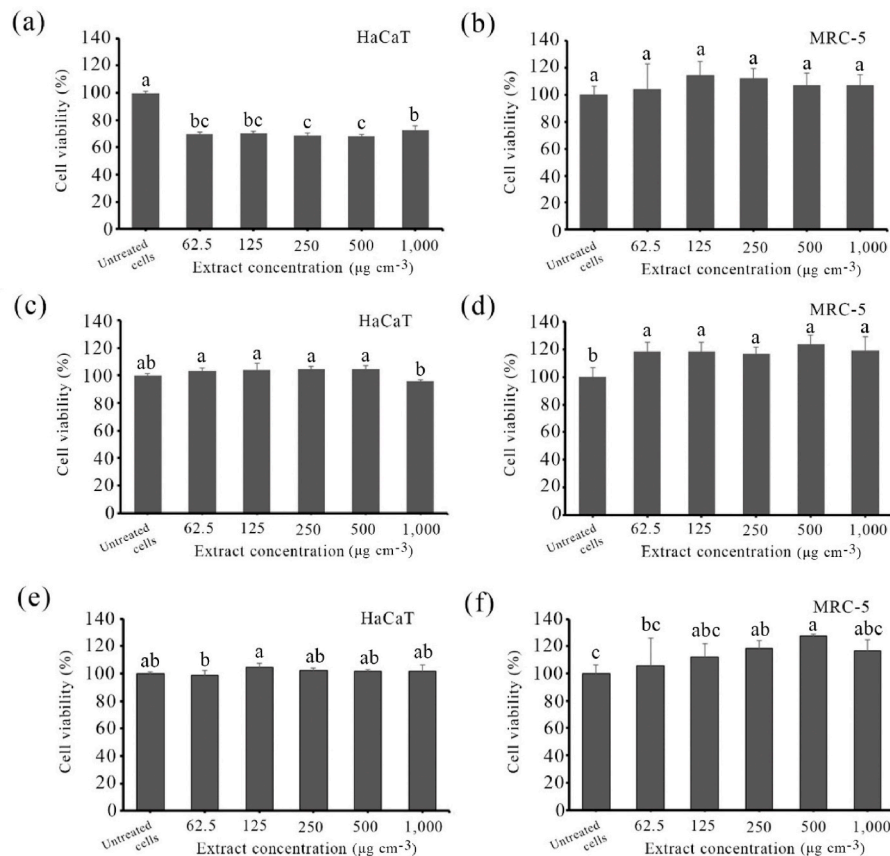 (a)
HaCaT
140
120
100
80
60
40
20
0
Cell viability (%)
a
bc
bc
c
c
b
Untreated
cells
62.5 125 250 500 1,000
Extract concentration (µg cm-3)
(b)
MRC-5
140
120
100
80
60
40
20
0
Cell viability (%)
a
a
a
a
a
a
Untreated
cells
62.5 125 250 500 1,000
Extract concentration (µg cm-3)
(c)
HaCaT
140
120
100
80
60
40
20
0
Cell viability (%)
ab
a
a
a
a
b
Untreated
cells
62.5 125 250 500 1,000
Extract concentration (µg cm-3)
(d)
MRC-5
140
120
100
80
60
40
20
0
Cell viability (%)
b
a
a
a
a
a
Untreated
cells
62.5 125 250 500 1,000
Extract concentration (µg cm-3)
(e)
HaCaT
140
120
100
80
60
40
20
0
Cell viability (%)
ab
b
a
ab
ab
ab
Untreated
cells
62.5 125 250 500 1,000
Extract concentration (µg cm-3)
(f)
MRC-5
140
120
100
80
60
40
20
0
Cell viability (%)
c
bc
abc
ab
a
abc
Untreated
cells
62.5 125 250 500 1,000
Extract concentration (µg cm-3)